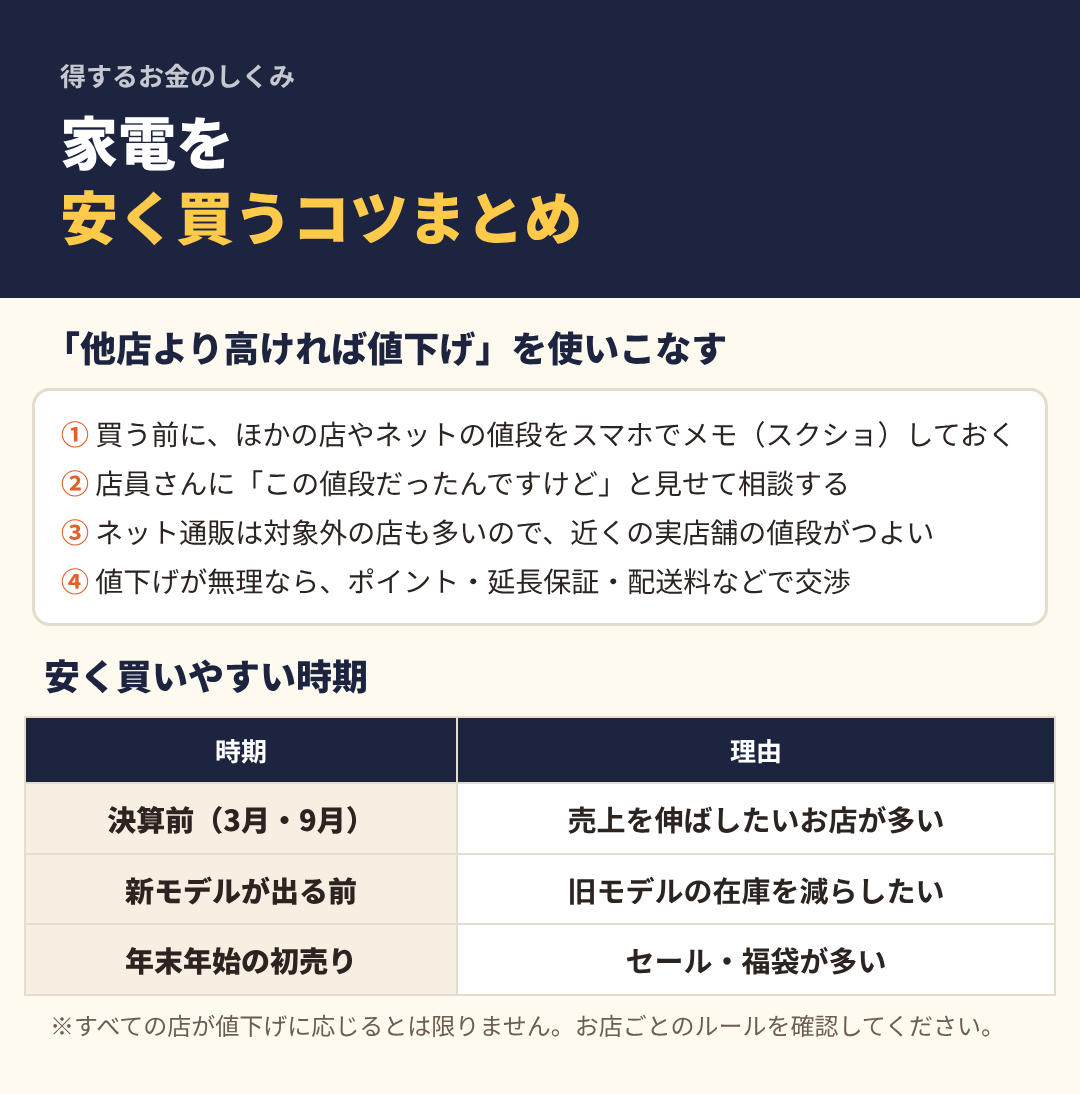 得するお金のしくみ
家電を
安く買うコツまとめ
「他店より高ければ値下げ」を使いこなす
① 買う前に、ほかの店やネットの値段をスマホでメモ（スクショ）しておく
② 店員さんに「この値段だったんですけど」と見せて相談する
③ ネット通販は対象外の店も多いので、近くの実店舗の値段がつよい
④ 値下げが無理なら、ポイント・延長保証・配送料などで交渉
安く買いやすい時期
時期 理由
決算前（3月・9月） 売上を伸ばしたいお店が多い
新モデルが出る前 旧モデルの在庫を減らしたい
年末年始の初売り セール・福袋が多い
※すべての店が値下げに応じるとは限りません。お店ごとのルールを確認してください。